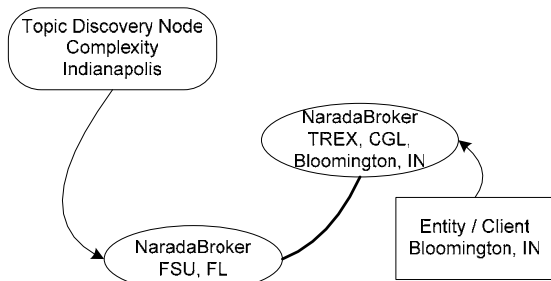 Topic Discovery Node
Complexity
Indianapolis
NaradaBroker
TREX, CGL,
Bloomington, IN
Entity / Client
Bloomington, IN
NaradaBroker
FSU, FL